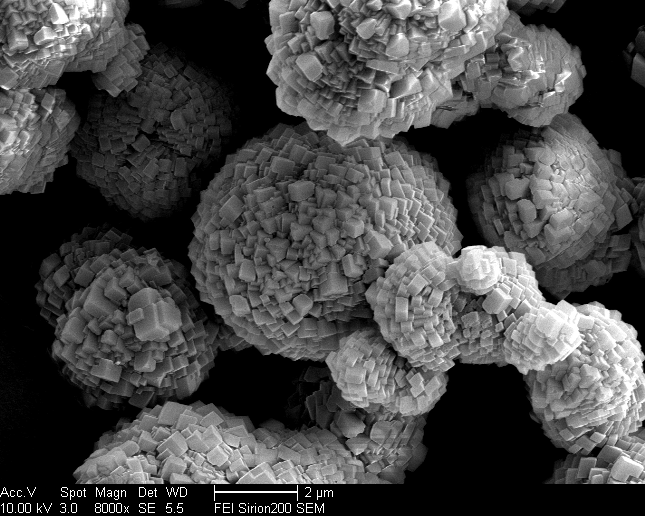 Acc.V Spot Magn Det WD 2 µm
10.00 kV 3.0 8000x SE 5.5 FEI Sirion200 SEM